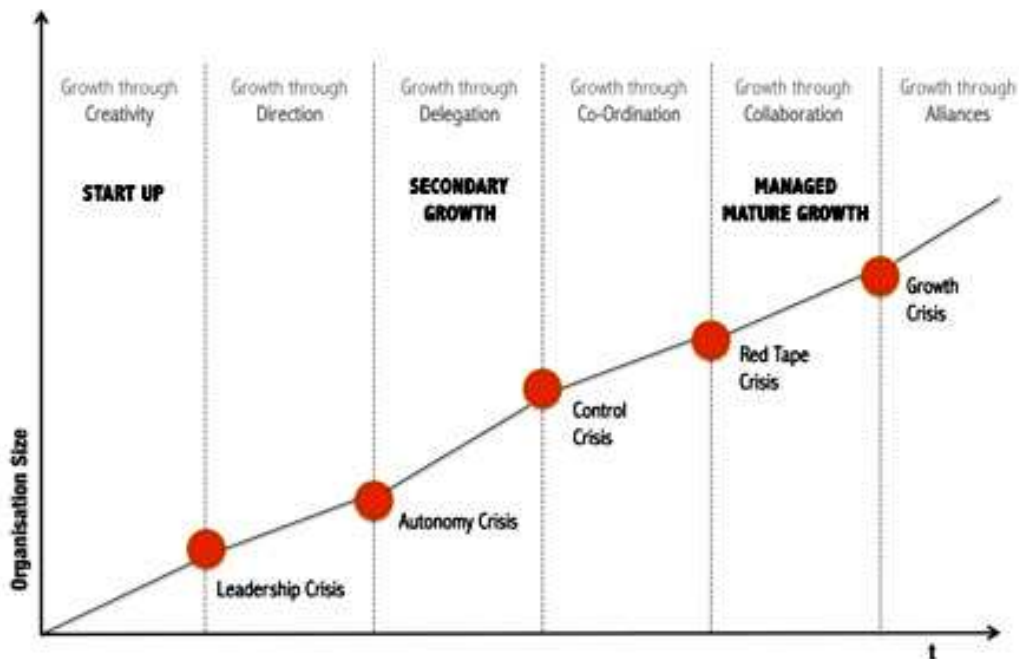 Growth through
Creativity
Growth through
Direction
Growth through
Delegation
Growth through
Co-Ordination
Growth through
Collaboration
Growth through
Alliances
START UP
SECONDARY
GROWTH
MANAGED
MATURE GROWTH
Growth
Crisis
Red Tape
Crisis
Control
Crisis
Autonomy Crisis
Leadership Crisis
Organisation Size
t